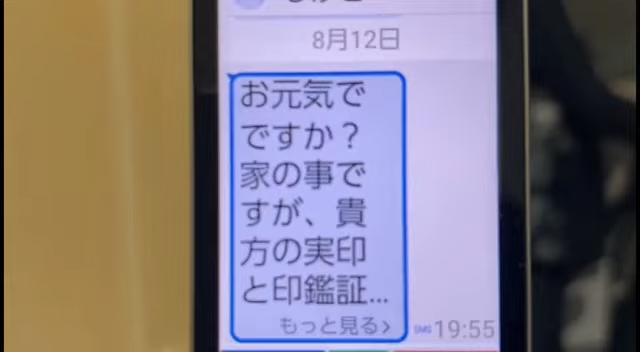 8月12日
お元気で
ですか？
家の事で
すが、貴
方の実印
と印鑑証...
もっと見る>
SMS 19:55